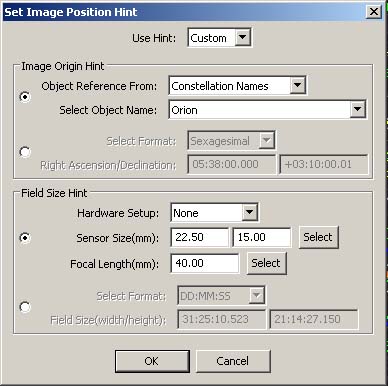 Set Image Position Hint
Use Hint: Custom
Image Origin Hint
Object Reference From: Constellation Names
Select Object Name: Orion
Select Format: Sexagesimal
Right Ascension/Declination: 05:38:00.000 +03:10:00.01
Field Size Hint
Hardware Setup: None
Sensor Size(mm): 22.50 15.00 Select
Focal Length(mm): 40.00 Select
Select Format: DD:MM:SS
Field Size(width/height): 31:25:10.523 21:14:27.150
OK Cancel